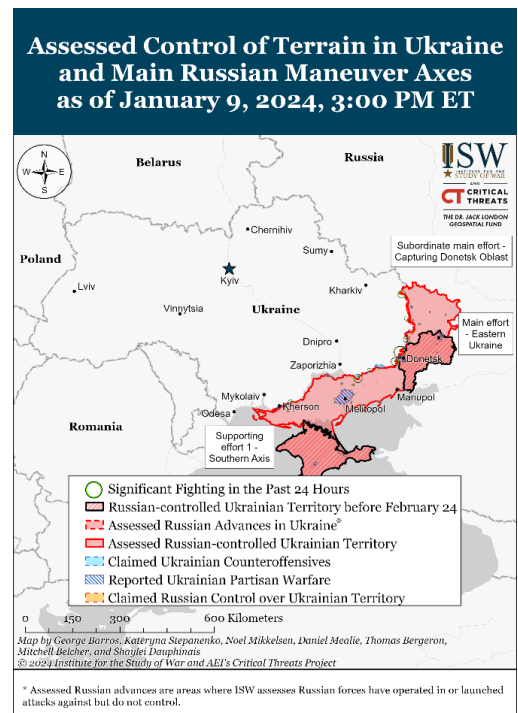 Assessed Control of Terrain in Ukraine
and Main Russian Maneuver Axes
as of January 9, 2024, 3:00 PM ET
N
W
E
S
Belarus
Russia
ISW
INSTITUTE FOR THE
STUDY OF WAR
AND
CT CRITICAL
THREATS
THE DR. JACK LONDON
GEOSPATIAL FUND
Chernihiv
Subordinate main effort -
Capturing Donetsk Oblast
Sumy
Poland
Kyiv
Lviv
Kharkiv
Vinnytsia
Ukraine
Main effort
- Eastern
Ukraine
Dnipro
Donetsk
Zaporizhia
Mykolaiv
Kherson
Mariupol
Melitopol
Odesa
Romania
Supporting
effort 1 -
Southern Axis
Significant Fighting in the Past 24 Hours
Russian-controlled Ukrainian Territory before February 24
Assessed Russian Advances in Ukraine*
Assessed Russian-controlled Ukrainian Territory
Claimed Ukrainian Counteroffensives
Reported Ukrainian Partisan Warfare
Claimed Russian Control over Ukrainian Territory
0 150 300 600 Kilometers
Map by George Barros, Kateryna Stepanenko, Noel Mikkelsen, Daniel Mealie, Thomas Bergeron,
Mitchell Belcher, and Shaylei Dauphinais
© 2024 Institute for the Study of War and AEI's Critical Threats Project
* Assessed Russian advances are areas where ISW assesses Russian forces have operated in or launched
attacks against but do not control.